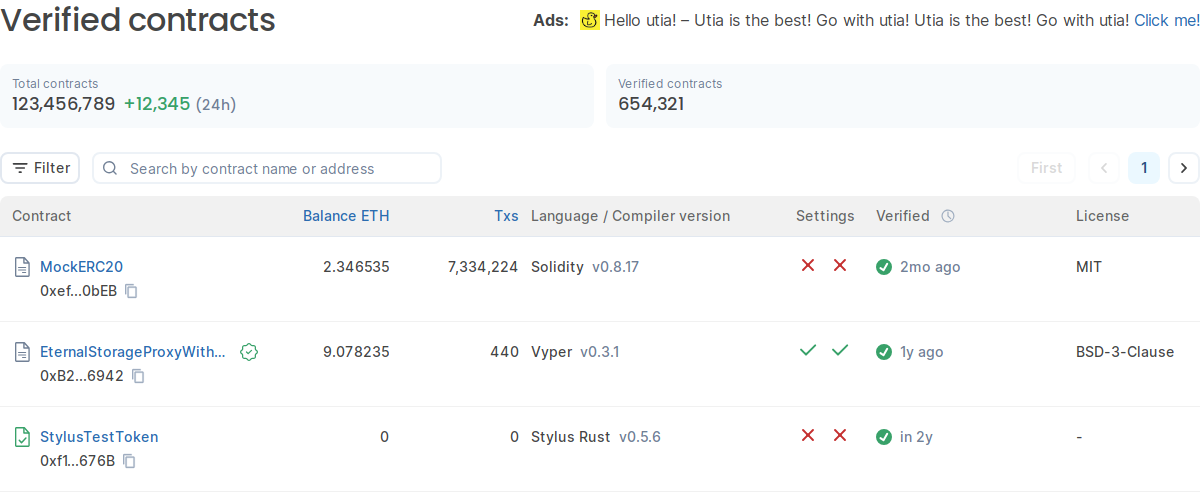 Verified contracts
Ads: Hello utia! – Utia is the best! Go with utia! Utia is the best! Go with utia! Click me!
Total contracts
123,456,789 +12,345 (24h)
Verified contracts
654,321
Filter Search by contract name or address First 1
Contract Balance ETH Txs Language / Compiler version Settings Verified License
MockERC20 2.346535 7,334,224 Solidity v0.8.17 2mo ago MIT
0xef...0bEB
EternalStorageProxyWith... 9.078235 440 Vyper v0.3.1 1y ago BSD-3-Clause
0xB2...6942
StylusTestToken 0 0 Stylus Rust v0.5.6 in 2y -
0xf1...676B